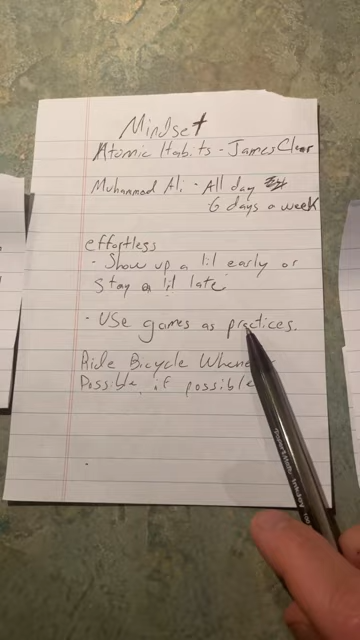 Mindset
Atomic Habits - James Clear
Muhammad Ali - All day
6 days a week
effortless
· Show up a lil early or
stay a lil late
· Use games as practices.
Ride Bicycle
Possible, if possible